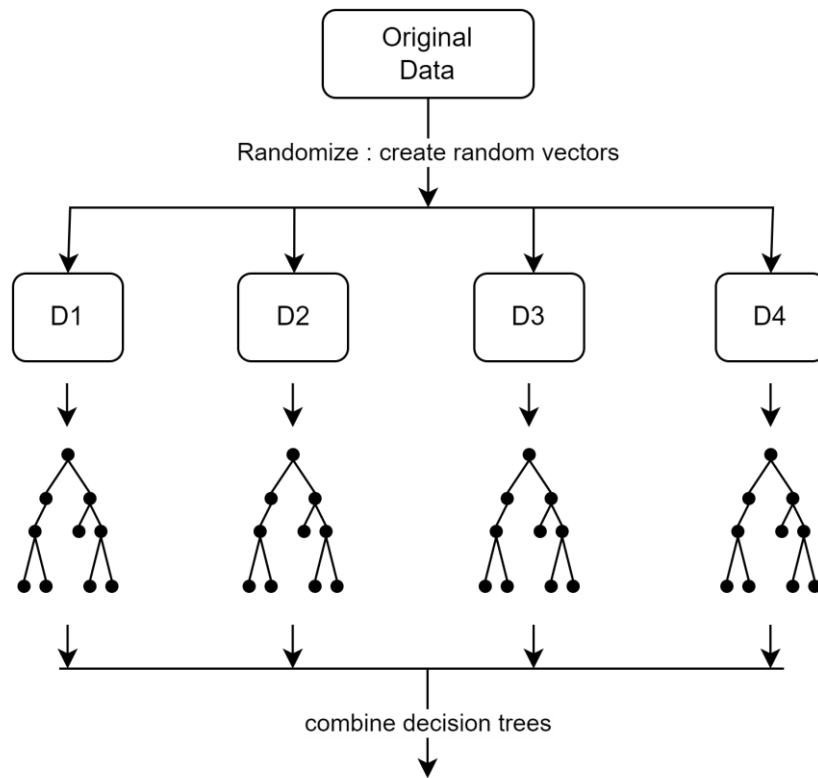 Original
Data
Randomize : create random vectors
D1
D2
D3
D4
combine decision trees